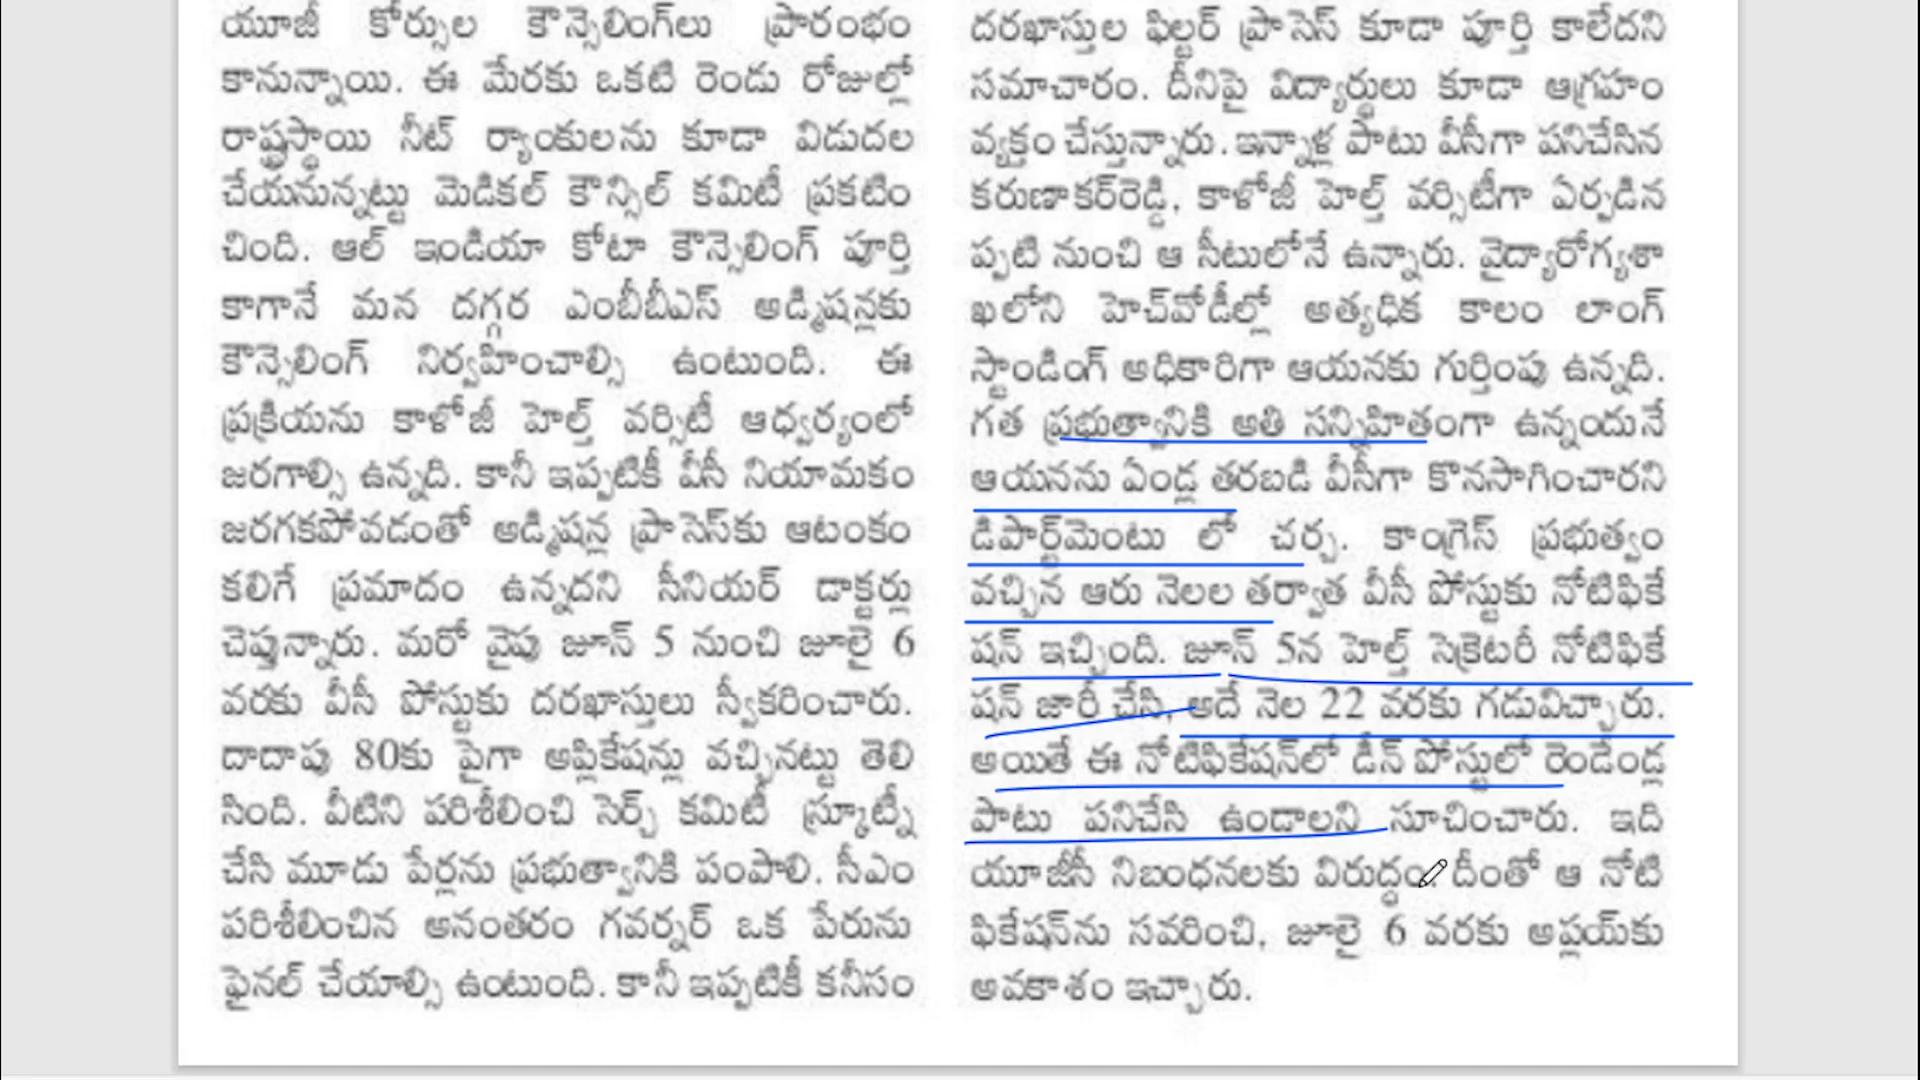 యూజీ కోర్సుల కౌన్సెలింగ్‌లు ప్రారంభం
కానున్నాయి. ఈ మేరకు ఒకటి రెండు రోజుల్లో
రాష్ట్రస్థాయి నీట్ ర్యాంకులను కూడా విడుదల
చేయనున్నట్టు మెడికల్ కౌన్సిల్ కమిటీ ప్రకటిం
చింది. ఆల్ ఇండియా కోటా కౌన్సెలింగ్ పూర్తి
కాగానే మన దగ్గర ఎంబీబీఎస్ అడ్మిషన్లకు
కౌన్సెలింగ్ నిర్వహించాల్సి ఉంటుంది. ఈ
ప్రక్రియను కాళోజీ హెల్త్ వర్సిటీ ఆధ్వర్యంలో
జరగాల్సి ఉన్నది. కానీ ఇప్పటికీ వీసీ నియామకం
జరగకపోవడంతో అడ్మిషన్ల ప్రాసెస్‌కు ఆటంకం
కలిగే ప్రమాదం ఉన్నదని సీనియర్ డాక్టర్లు
చెప్తున్నారు. మరో వైపు జూన్ 5 నుంచి జూలై 6
వరకు వీసీ పోస్టుకు దరఖాస్తులు స్వీకరించారు.
దాదాపు 80కు పైగా అప్లికేషన్లు వచ్చినట్టు తెలి
సింది. వీటిని పరిశీలించి సెర్చ్ కమిటీ స్క్రూట్నీ
చేసి మూడు పేర్లను ప్రభుత్వానికి పంపాలి. సీఎం
పరిశీలించిన అనంతరం గవర్నర్ ఒక పేరును
ఫైనల్ చేయాల్సి ఉంటుంది. కానీ ఇప్పటికీ కనీసం
దరఖాస్తుల ఫిల్టర్ ప్రాసెస్ కూడా పూర్తి కాలేదని
సమాచారం. దీనిపై విద్యార్థులు కూడా ఆగ్రహం
వ్యక్తం చేస్తున్నారు. ఇన్నాళ్ల పాటు వీసీగా పనిచేసిన
కరుణాకర్‌రెడ్డి, కాళోజీ హెల్త్ వర్సిటీగా ఏర్పడిన
ప్పటి నుంచి ఆ సీటులోనే ఉన్నారు. వైద్యారోగ్యశా
ఖలోని హెచ్‌వోడీల్లో అత్యధిక కాలం లాంగ్
స్టాండింగ్ అధికారిగా ఆయనకు గుర్తింపు ఉన్నది.
గత ప్రభుత్వానికి అతి సన్నిహితంగా ఉన్నందునే
ఆయనను ఏండ్ల తరబడి వీసీగా కొనసాగించారని
డిపార్ట్‌మెంటు లో చర్చ. కాంగ్రెస్ ప్రభుత్వం
వచ్చిన ఆరు నెలల తర్వాత వీసీ పోస్టుకు నోటిఫికే
షన్ ఇచ్చింది. జూన్ 5న హెల్త్ సెక్రెటరీ నోటిఫికే
షన్ జారీ చేసి, అదే నెల 22 వరకు గడువిచ్చారు.
అయితే ఈ నోటిఫికేషన్‌లో డీన్ పోస్టులో రెండేండ్ల
పాటు పనిచేసి ఉండాలని సూచించారు. ఇది
యూజీసీ నిబంధనలకు విరుద్ధం. దీంతో ఆ నోటి
ఫికేషన్‌ను సవరించి, జూలై 6 వరకు అప్లయ్‌కు
అవకాశం ఇచ్చారు.